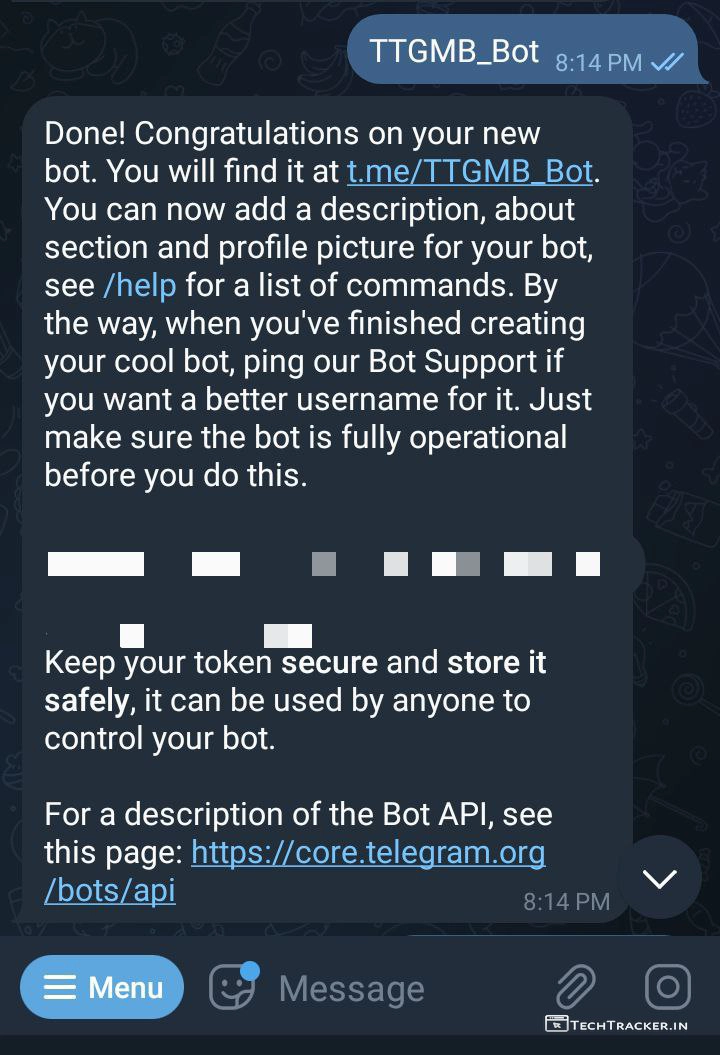 TTGMB_Bot 8:14 PM
Done! Congratulations on your new
bot. You will find it at t.me/TTGMB_Bot.
You can now add a description, about
section and profile picture for your bot,
see /help for a list of commands. By
the way, when you've finished creating
your cool bot, ping our Bot Support if
you want a better username for it. Just
make sure the bot is fully operational
before you do this.
Keep your token secure and store it
safely, it can be used by anyone to
control your bot.
For a description of the Bot API, see
this page: https://core.telegram.org
/bots/api
8:14 PM
Menu Message
TECHTRACKER.IN